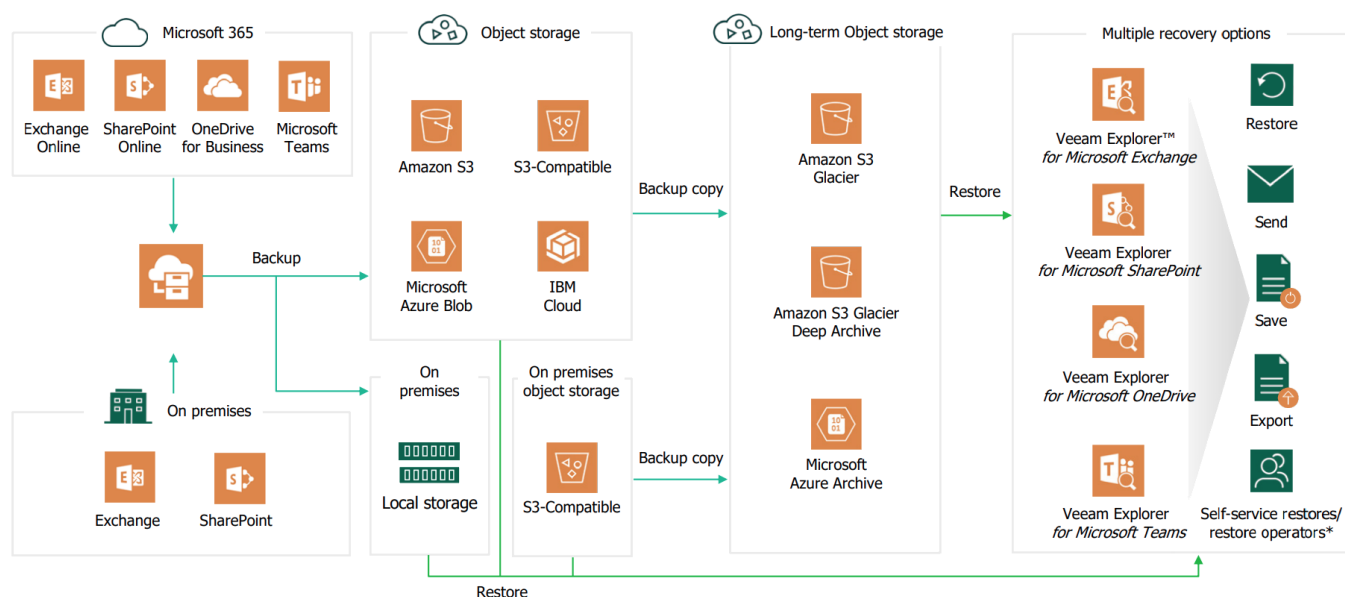 Microsoft 365
Exchange
Online
SharePoint
Online
OneDrive
for Business
Microsoft
Teams
Backup
On premises
Exchange
SharePoint
Object storage
Amazon S3
S3-Compatible
Microsoft
Azure Blob
IBM
Cloud
On
premises
Local storage
On premises
object storage
S3-Compatible
Backup copy
Backup copy
Long-term Object storage
Amazon S3
Glacier
Amazon S3 Glacier
Deep Archive
Microsoft
Azure Archive
Restore
Restore
Multiple recovery options
Veeam Explorer™
for Microsoft Exchange
Veeam Explorer
for Microsoft SharePoint
Veeam Explorer
for Microsoft OneDrive
Veeam Explorer
for Microsoft Teams
Restore
Send
Save
Export
Self-service restores/
restore operators*